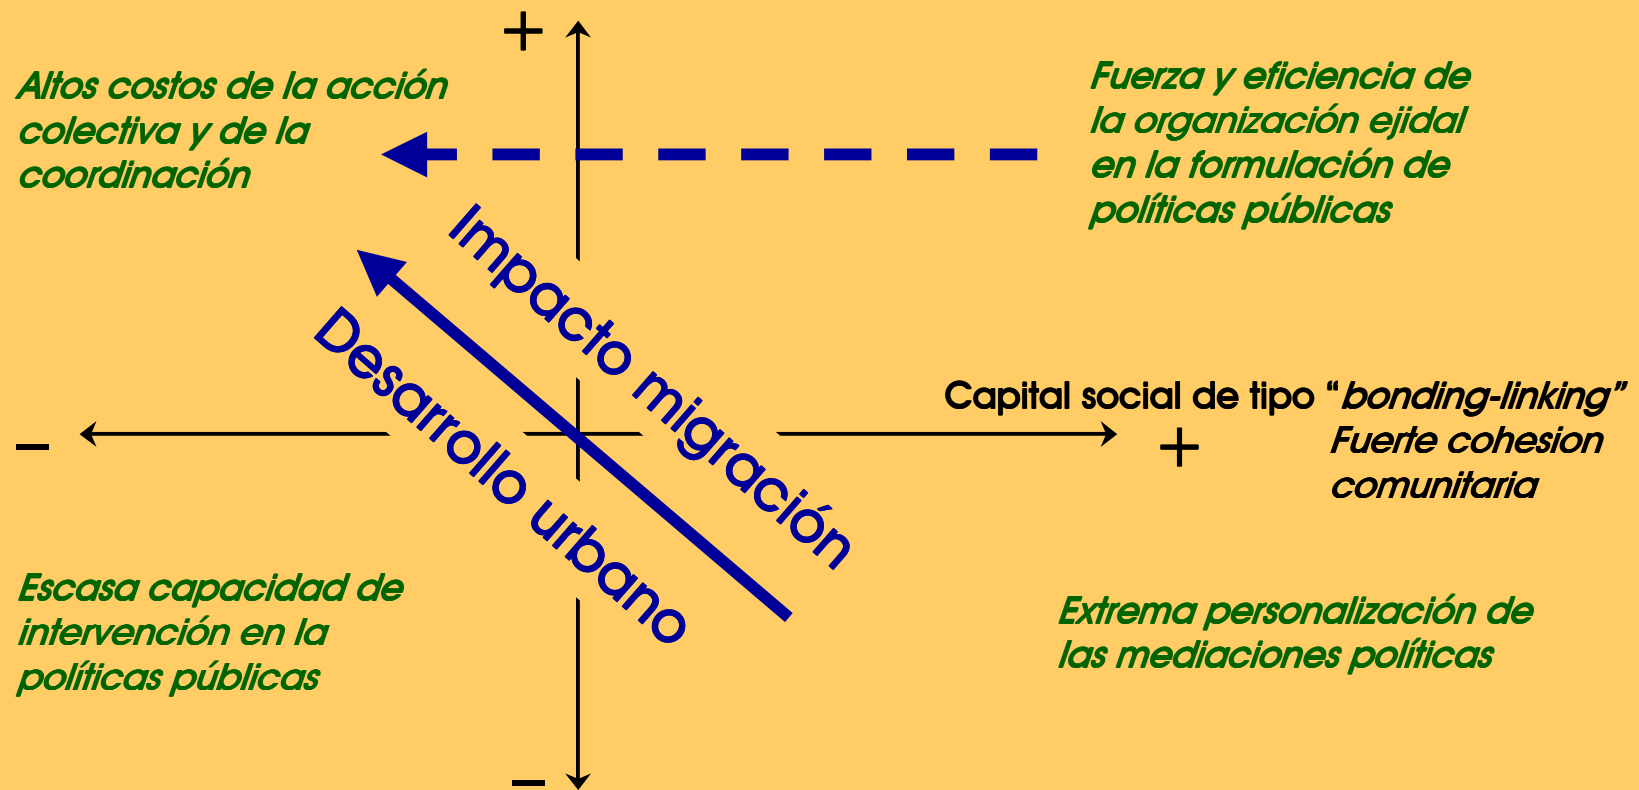 +
Altos costos de la acción
colectiva y de la
coordinación
Fuerza y eficiencia de
la organización ejidal
en la formulación de
políticas públicas
Impacto migración
Desarrollo urbano
Capital social de tipo “bonding-linking”
Fuerte cohesion
comunitaria
–
+
Escasa capacidad de
intervención en la
políticas públicas
Extrema personalización de
las mediaciones políticas
–